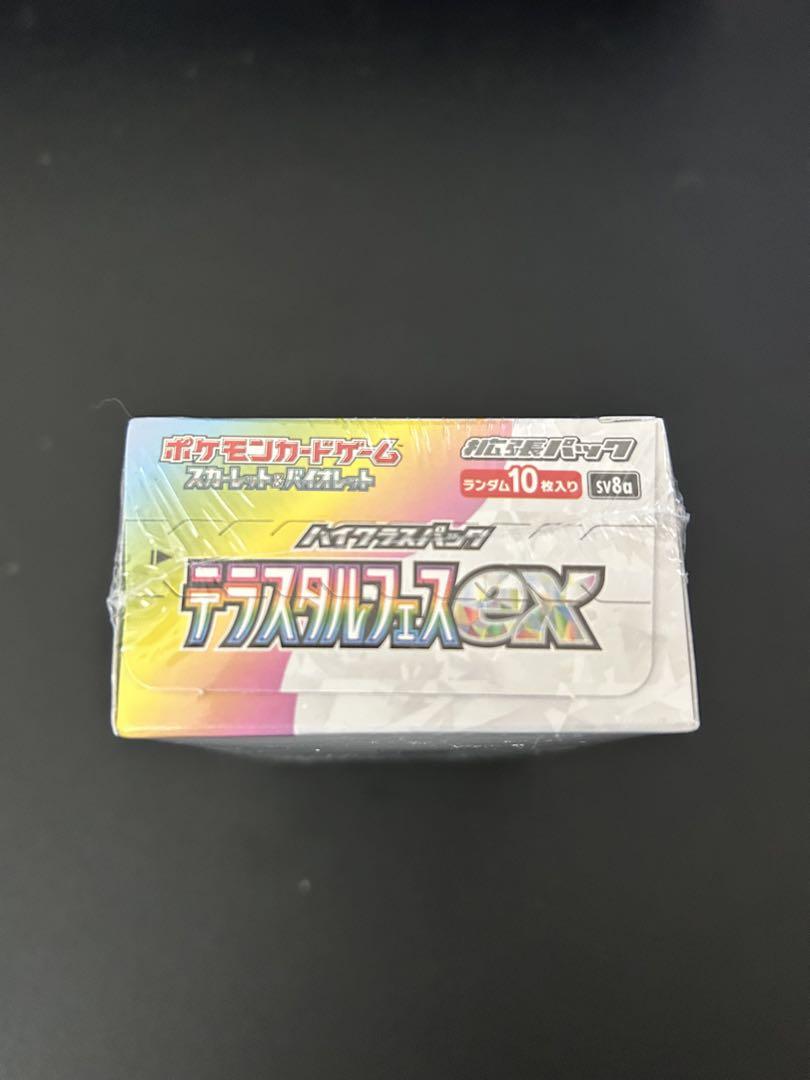 ポケモンカードゲーム
スカーレット&バイオレット
拡張パック
ランダム10枚入り SV8a
ハイクラスパック
テラスタルフェスex